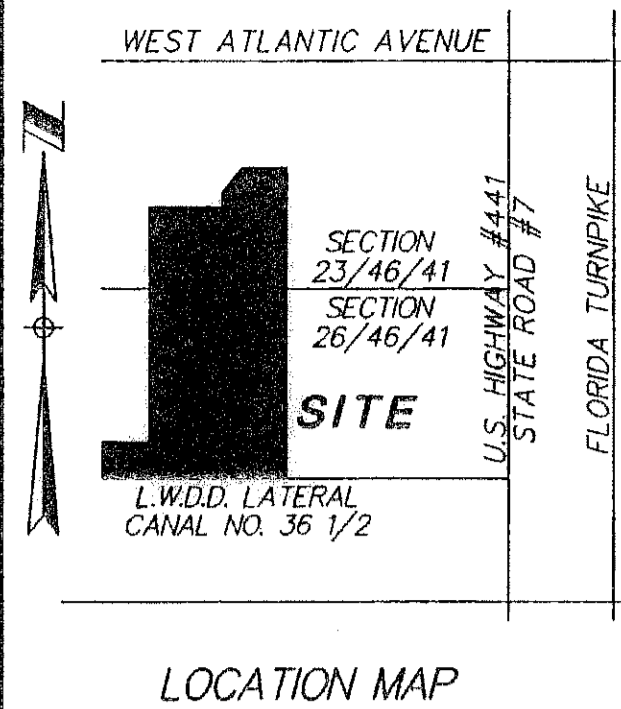 WEST ATLANTIC AVENUE
SECTION
23/46/41
SECTION
26/46/41
SITE
U.S. HIGHWAY #441
STATE ROAD #7
FLORIDA TURNPIKE
L.W.D.D. LATERAL
CANAL NO. 36 1/2
LOCATION MAP